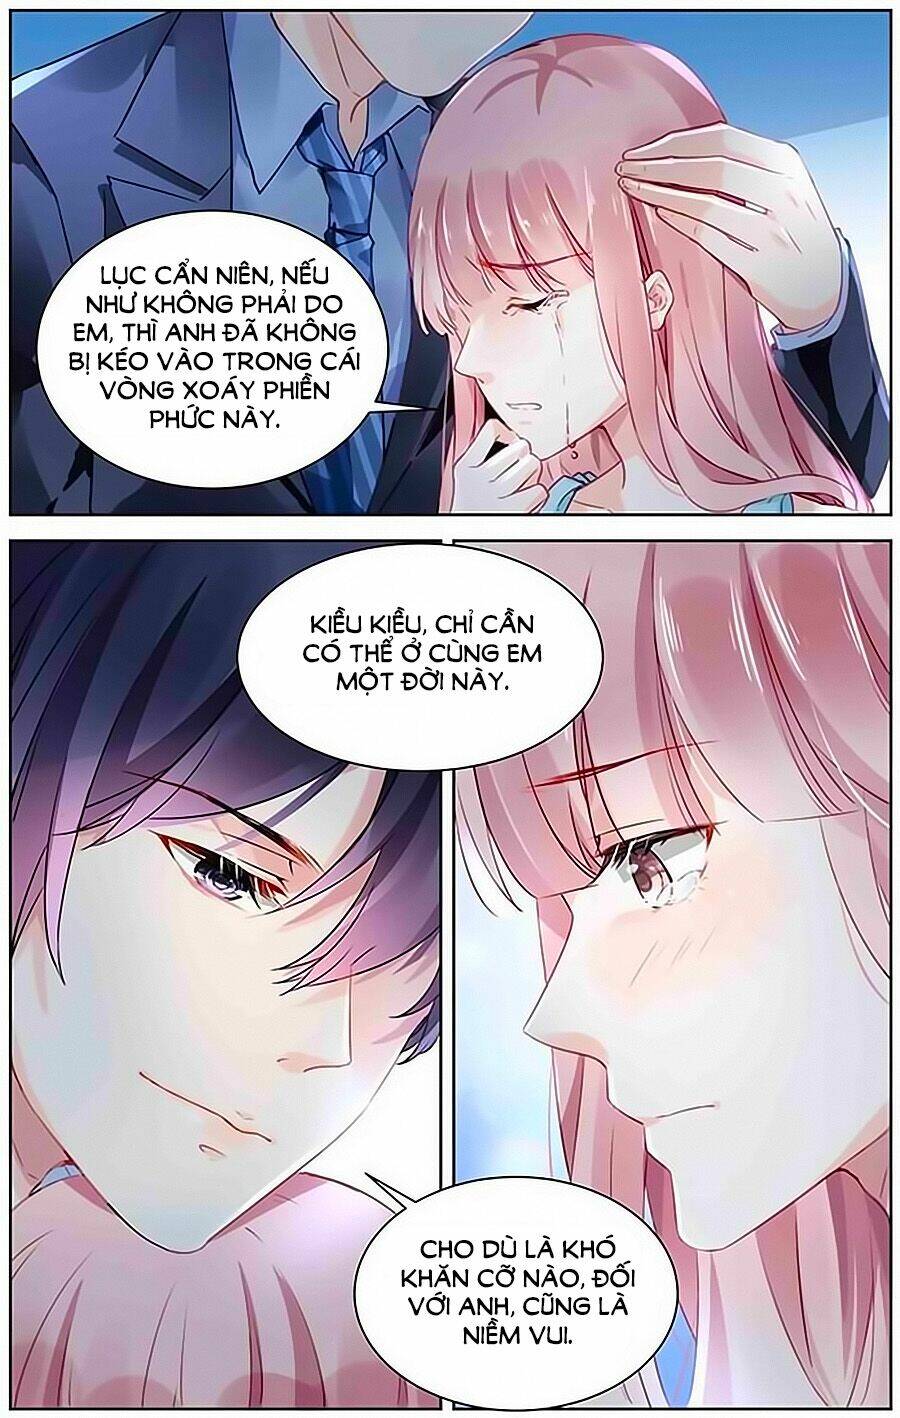 LỤC CẨN NIÊN, NẾU
NHƯ KHÔNG PHẢI DO
EM, THÌ ANH ĐÃ KHÔNG
BỊ KÉO VÀO TRONG CÁI
VÒNG XOÁY PHIỀN
PHỨC NÀY.
KIỀU KIỀU, CHỈ CẦN
CÓ THỂ Ở CÙNG EM
MỘT ĐỜI NÀY.
CHO DÙ LÀ KHÓ
KHĂN CỠ NÀO, ĐỐI
VỚI ANH, CŨNG LÀ
NIỀM VUI.